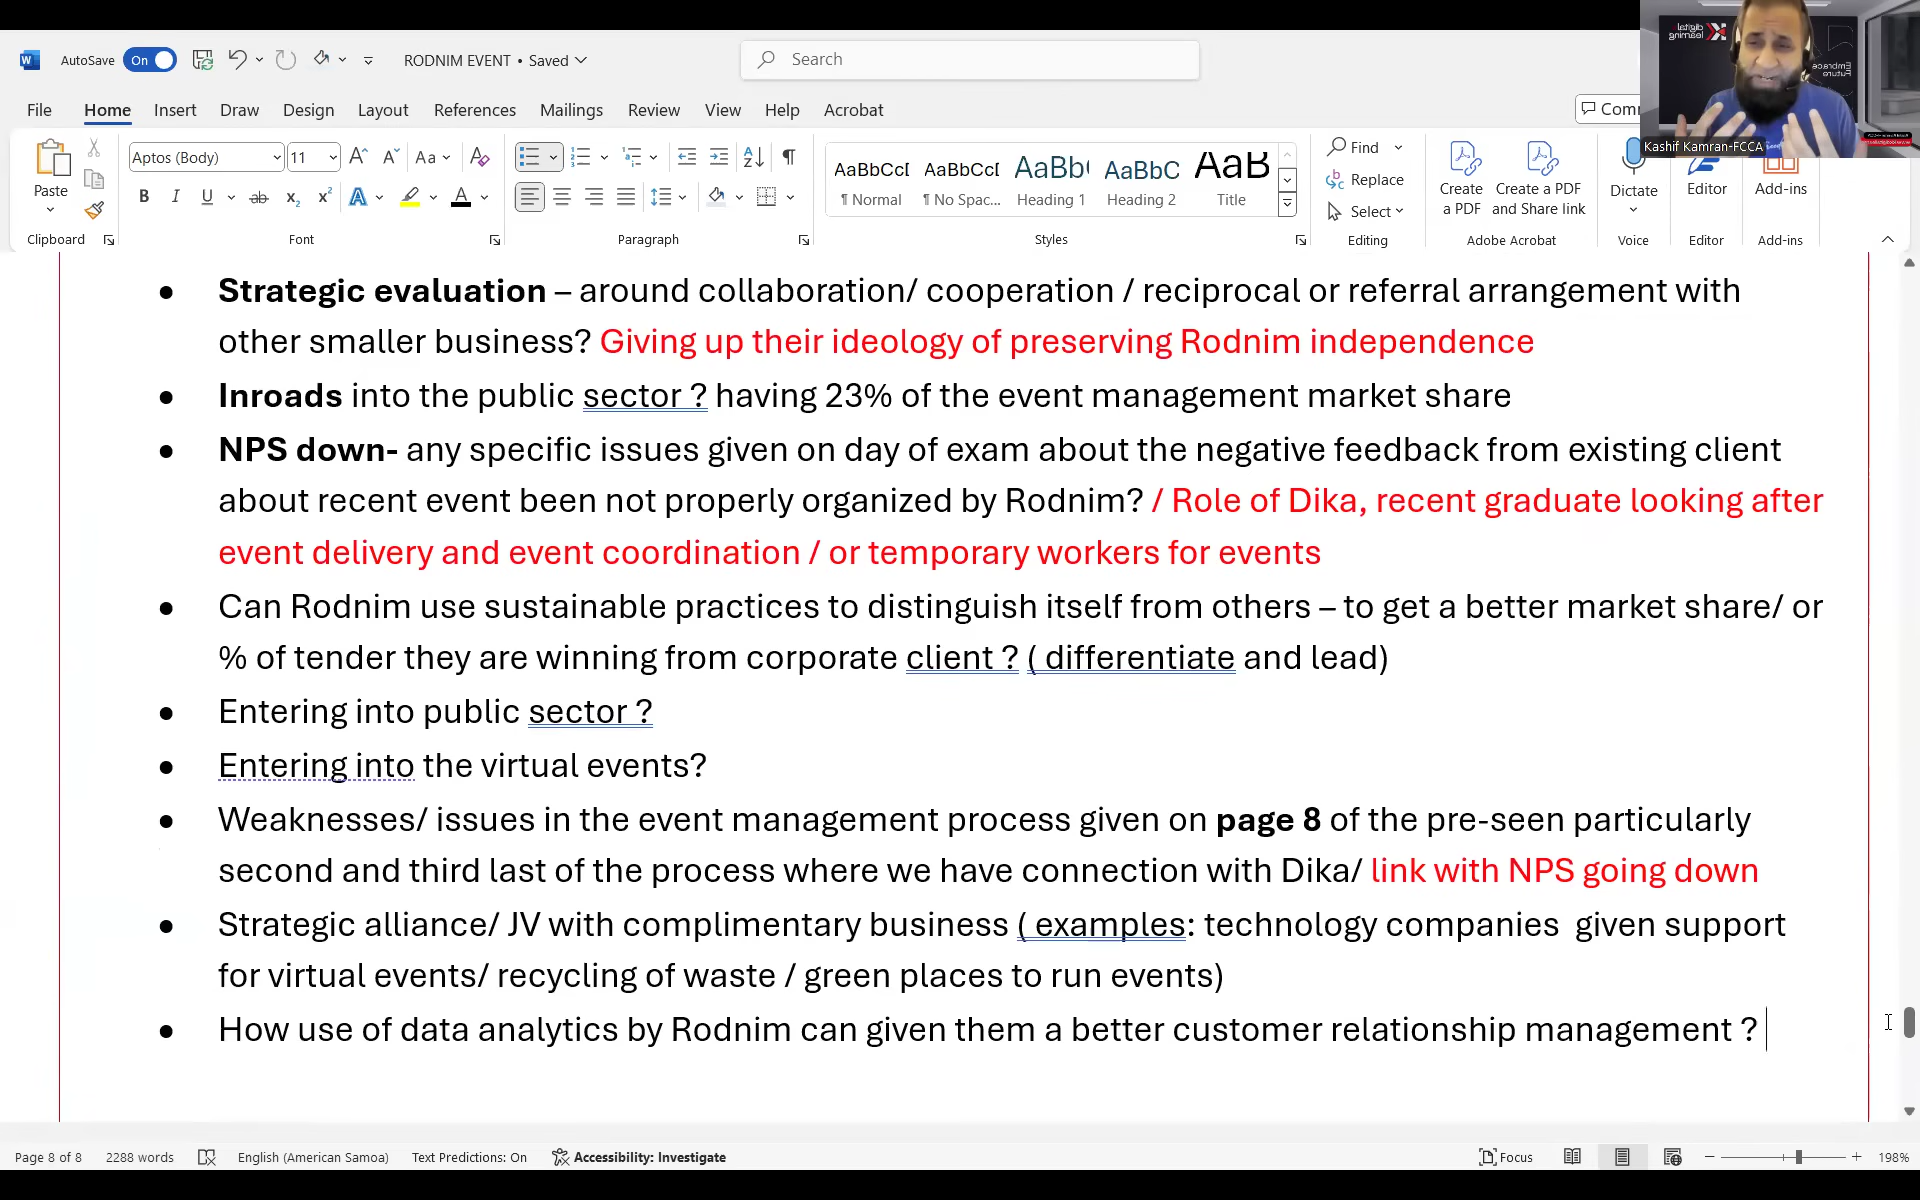 AutoSave On RODNIM EVENT • Saved Search
File Home Insert Draw Design Layout References Mailings Review View Help Acrobat
Kashif Kamran-FCCA
Paste Aptos (Body) 11 Aa
AaBbCcD AaBbCcD AaBb AaBbC AaB
¶ Normal ¶ No Spac... Heading 1 Heading 2 Title
Find Replace Select
Create a PDF Create a PDF and Share link Dictate Editor Add-ins
Clipboard Font Paragraph Styles Editing Adobe Acrobat Voice Editor Add-ins
• Strategic evaluation – around collaboration/ cooperation / reciprocal or referral arrangement with
other smaller business? Giving up their ideology of preserving Rodnim independence
• Inroads into the public sector ? having 23% of the event management market share
• NPS down- any specific issues given on day of exam about the negative feedback from existing client
about recent event been not properly organized by Rodnim? / Role of Dika, recent graduate looking after
event delivery and event coordination / or temporary workers for events
• Can Rodnim use sustainable practices to distinguish itself from others – to get a better market share/ or
% of tender they are winning from corporate client ? ( differentiate and lead)
• Entering into public sector ?
• Entering into the virtual events?
• Weaknesses/ issues in the event management process given on page 8 of the pre-seen particularly
second and third last of the process where we have connection with Dika/ link with NPS going down
• Strategic alliance/ JV with complimentary business ( examples: technology companies  given support
for virtual events/ recycling of waste / green places to run events)
• How use of data analytics by Rodnim can given them a better customer relationship management ?
Page 8 of 8 2288 words English (American Samoa) Text Predictions: On Accessibility: Investigate Focus 198%